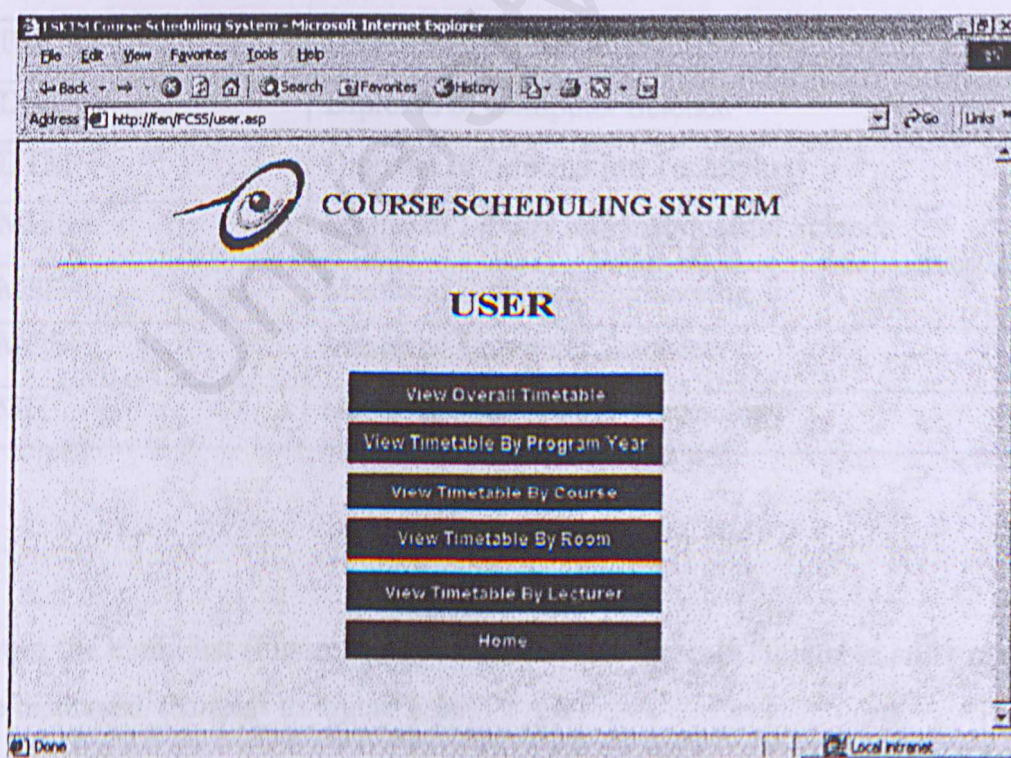 FSKTM Course Scheduling System - Microsoft Internet Explorer
File Edit View Favorites Tools Help
Back Search Favorites History
Address http://fen/FCSS/user.asp Go Links »
COURSE SCHEDULING SYSTEM
USER
View Overall Timetable
View Timetable By Program Year
View Timetable By Course
View Timetable By Room
View Timetable By Lecturer
Home
Done Local intranet